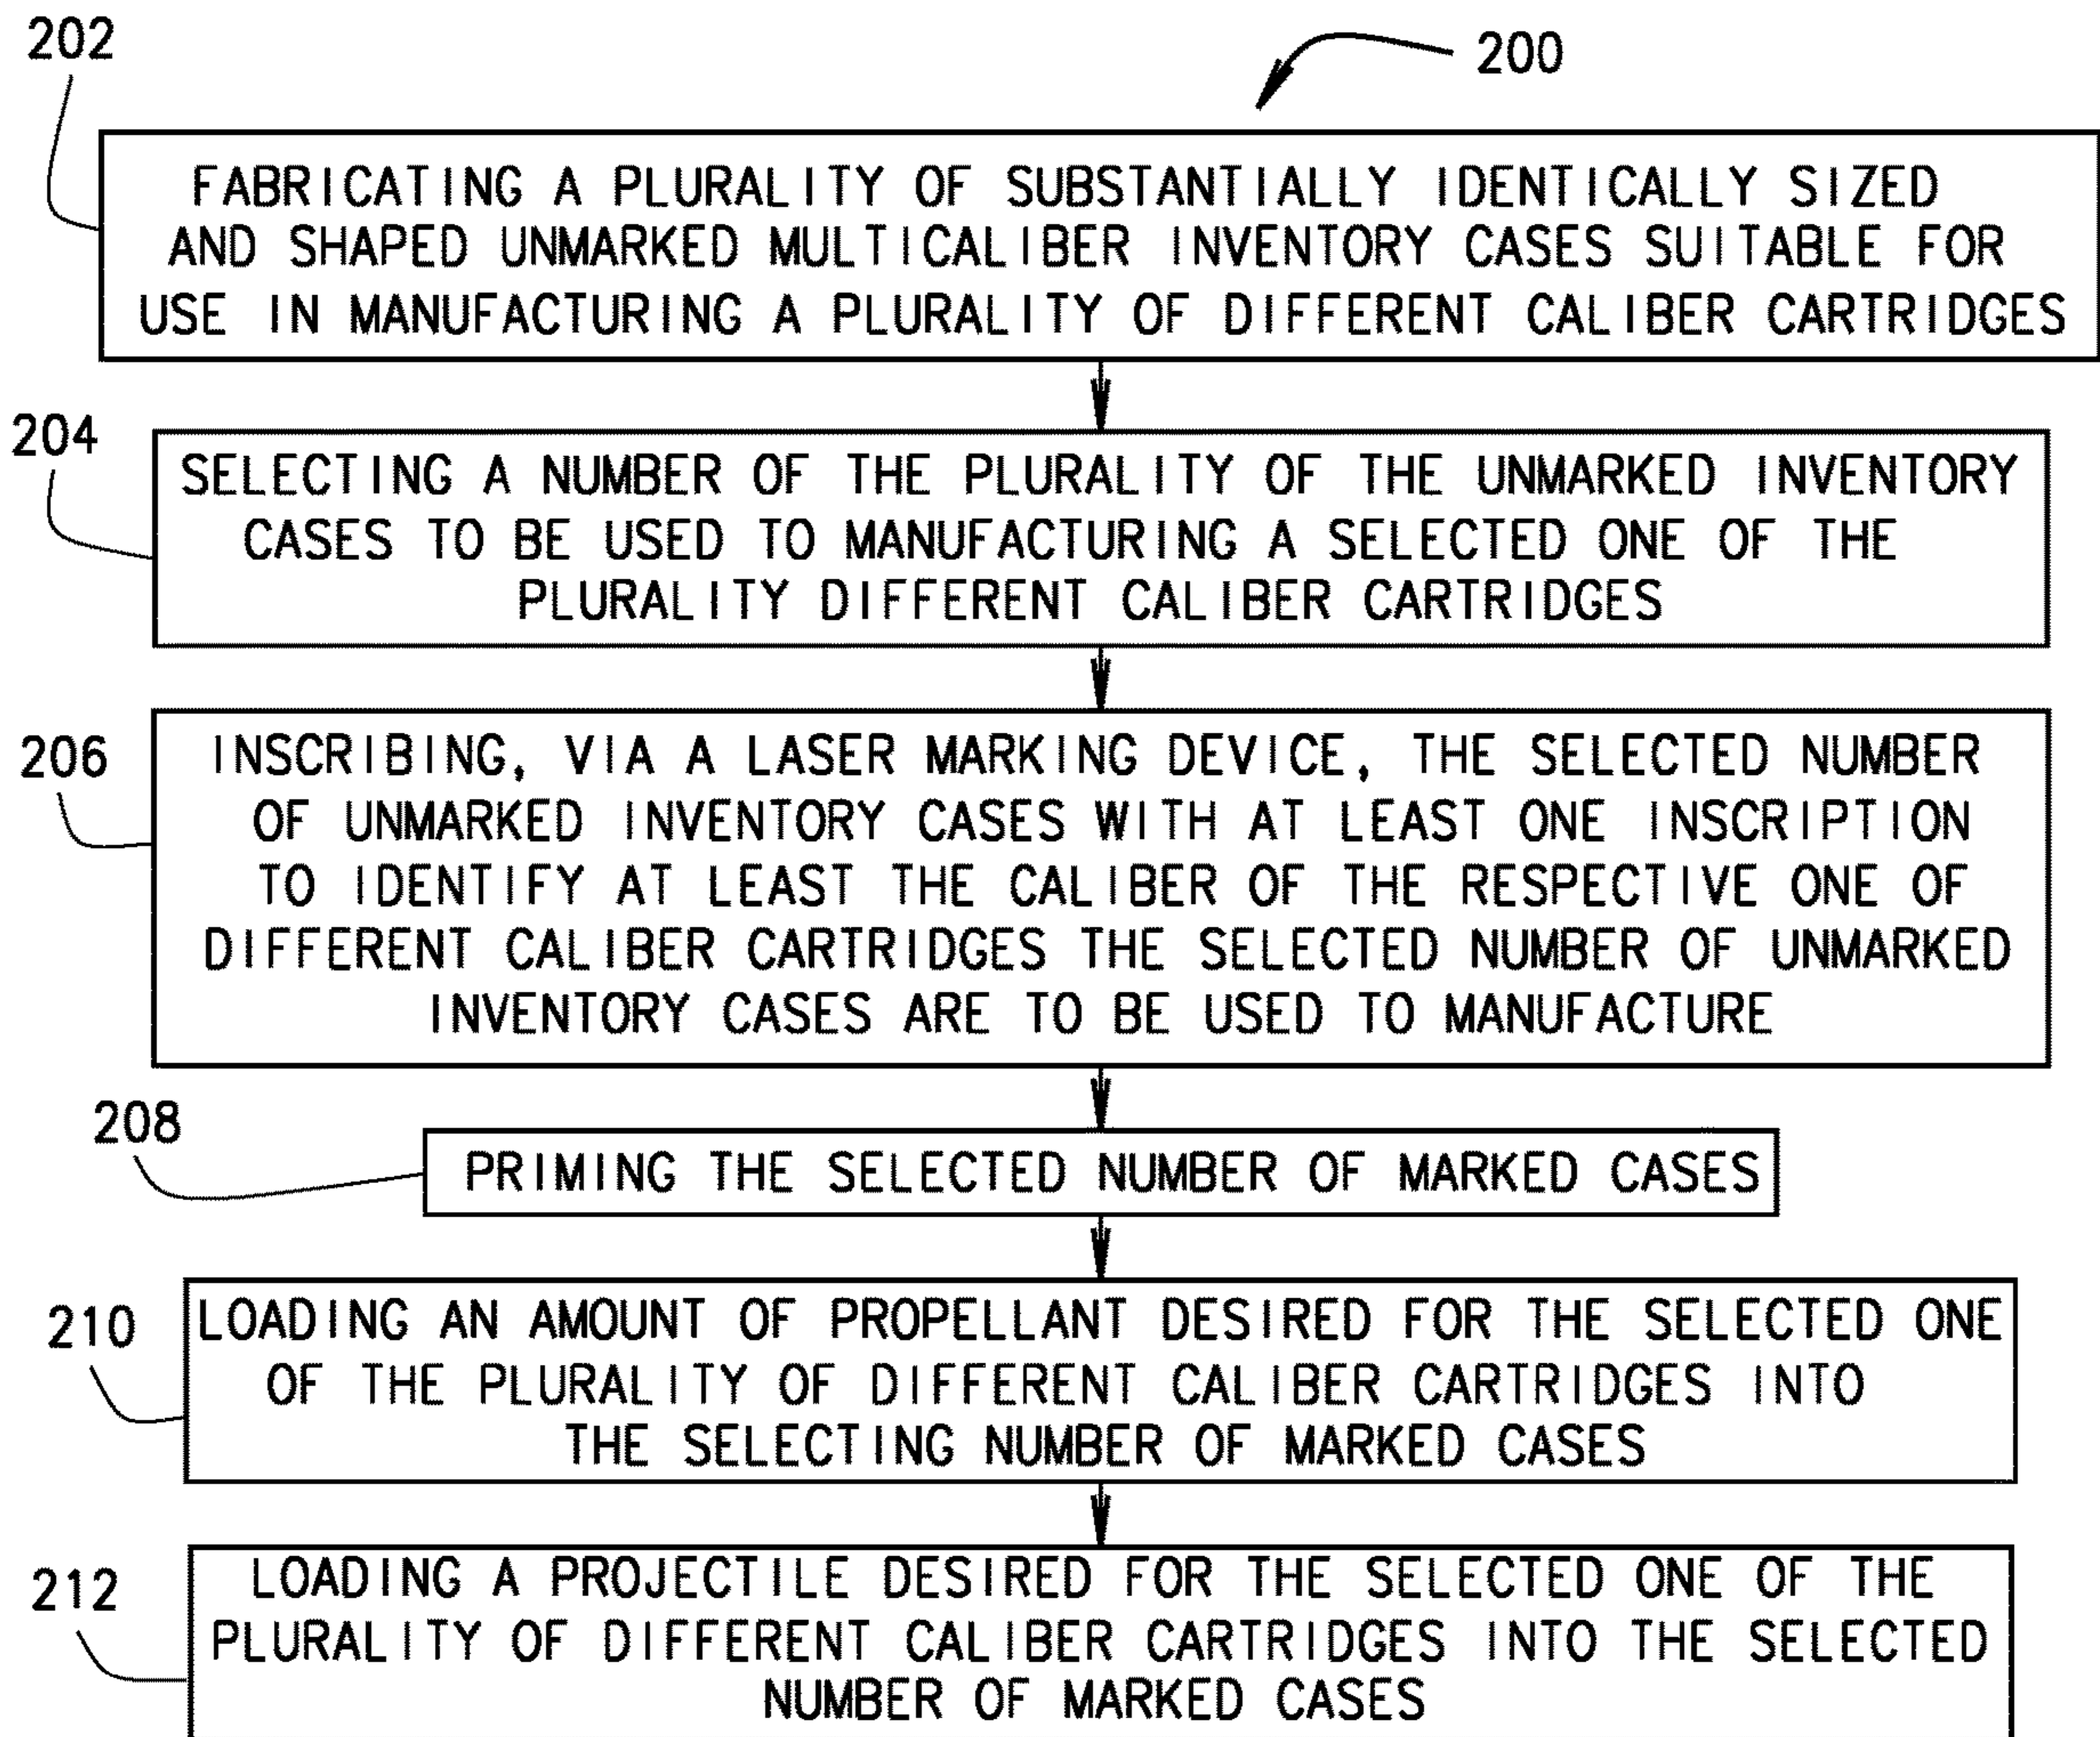 202
200
FABRICATING A PLURALITY OF SUBSTANTIALLY IDENTICALLY SIZED
AND SHAPED UNMARKED MULTICALIBER INVENTORY CASES SUITABLE FOR
USE IN MANUFACTURING A PLURALITY OF DIFFERENT CALIBER CARTRIDGES
204
SELECTING A NUMBER OF THE PLURALITY OF THE UNMARKED INVENTORY
CASES TO BE USED TO MANUFACTURING A SELECTED ONE OF THE
PLURALITY DIFFERENT CALIBER CARTRIDGES
206
INSCRIBING, VIA A LASER MARKING DEVICE, THE SELECTED NUMBER
OF UNMARKED INVENTORY CASES WITH AT LEAST ONE INSCRIPTION
TO IDENTIFY AT LEAST THE CALIBER OF THE RESPECTIVE ONE OF
DIFFERENT CALIBER CARTRIDGES THE SELECTED NUMBER OF UNMARKED
INVENTORY CASES ARE TO BE USED TO MANUFACTURE
208
PRIMING THE SELECTED NUMBER OF MARKED CASES
210
LOADING AN AMOUNT OF PROPELLANT DESIRED FOR THE SELECTED ONE
OF THE PLURALITY OF DIFFERENT CALIBER CARTRIDGES INTO
THE SELECTING NUMBER OF MARKED CASES
212
LOADING A PROJECTILE DESIRED FOR THE SELECTED ONE OF THE
PLURALITY OF DIFFERENT CALIBER CARTRIDGES INTO THE SELECTED
NUMBER OF MARKED CASES